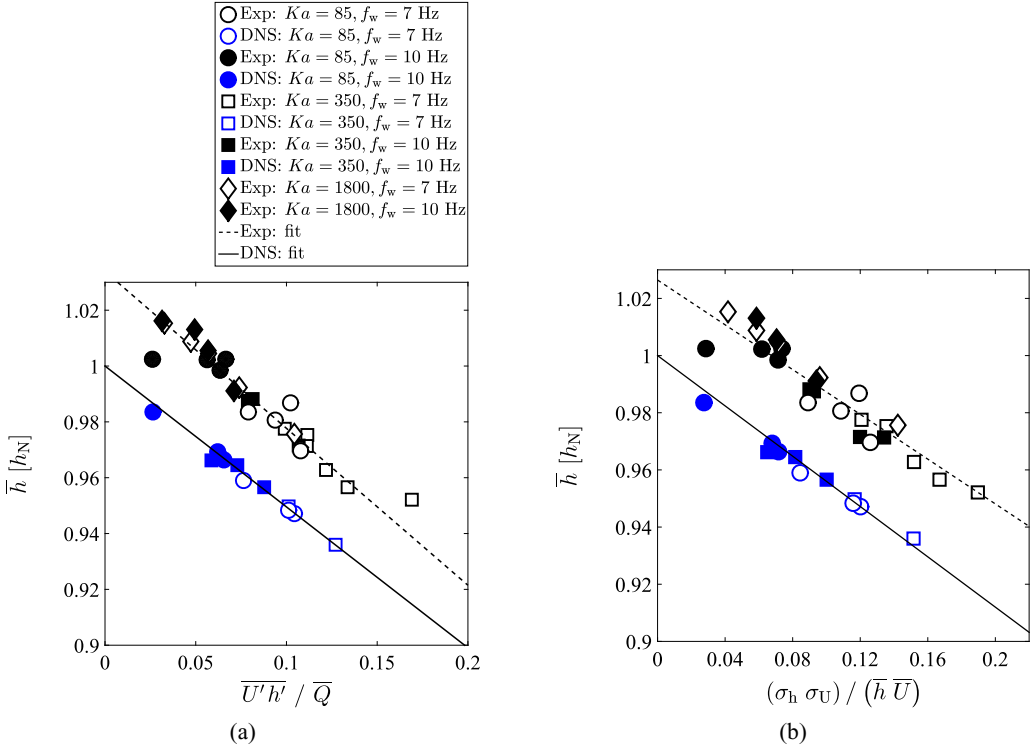 Exp: Ka = 85, f_w = 7 Hz
DNS: Ka = 85, f_w = 7 Hz
Exp: Ka = 85, f_w = 10 Hz
DNS: Ka = 85, f_w = 10 Hz
Exp: Ka = 350, f_w = 7 Hz
DNS: Ka = 350, f_w = 7 Hz
Exp: Ka = 350, f_w = 10 Hz
DNS: Ka = 350, f_w = 10 Hz
Exp: Ka = 1800, f_w = 7 Hz
Exp: Ka = 1800, f_w = 10 Hz
Exp: fit
DNS: fit
1.02
1
0.98
0.96
0.94
0.92
0.9
h̅ [h_N]
0 0.05 0.1 0.15 0.2
\overline{U'h'} / \overline{Q}
(a)
1.02
1
0.98
0.96
0.94
0.92
0.9
h̅ [h_N]
0 0.04 0.08 0.12 0.16 0.2
(σ_h σ_U) / (\overline{h} \overline{U})
(b)